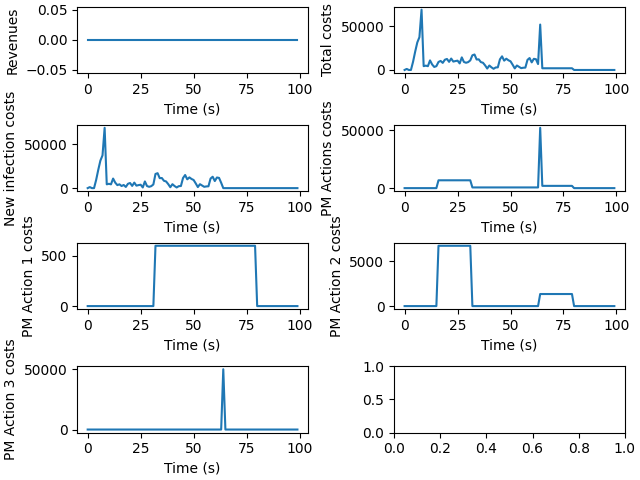 Revenues
0.05
0.00
−0.05
0 25 50 75 100
Time (s)
Total costs
50000
0
0 25 50 75 100
Time (s)
New infection costs
50000
0
0 25 50 75 100
Time (s)
PM Actions costs
50000
0
0 25 50 75 100
Time (s)
PM Action 1 costs
500
0
0 25 50 75 100
Time (s)
PM Action 2 costs
5000
0
0 25 50 75 100
Time (s)
PM Action 3 costs
50000
0
0 25 50 75 100
Time (s)
1.0
0.5
0.0
0.0 0.2 0.4 0.6 0.8 1.0